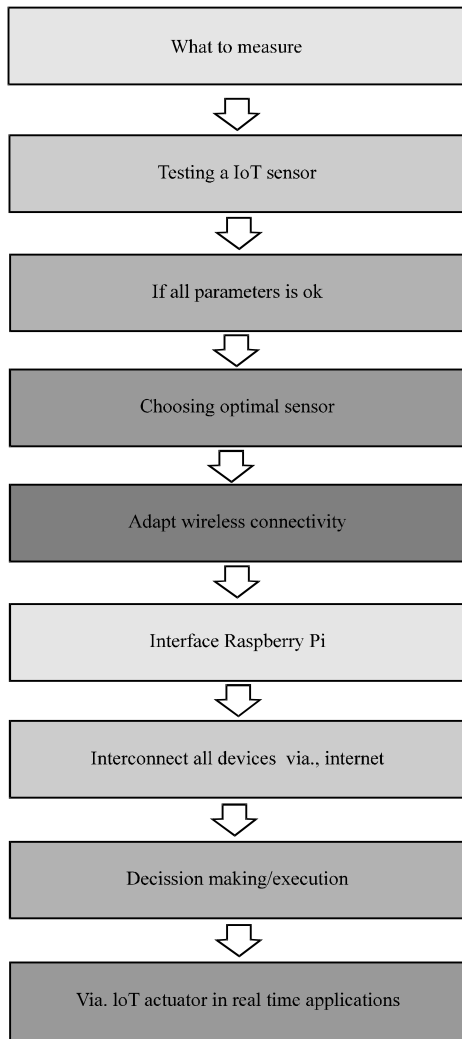 What to measure
Testing a IoT sensor
If all parameters is ok
Choosing optimal sensor
Adapt wireless connectivity
Interface Raspberry Pi
Interconnect all devices via., internet
Decission making/execution
Via. loT actuator in real time applications